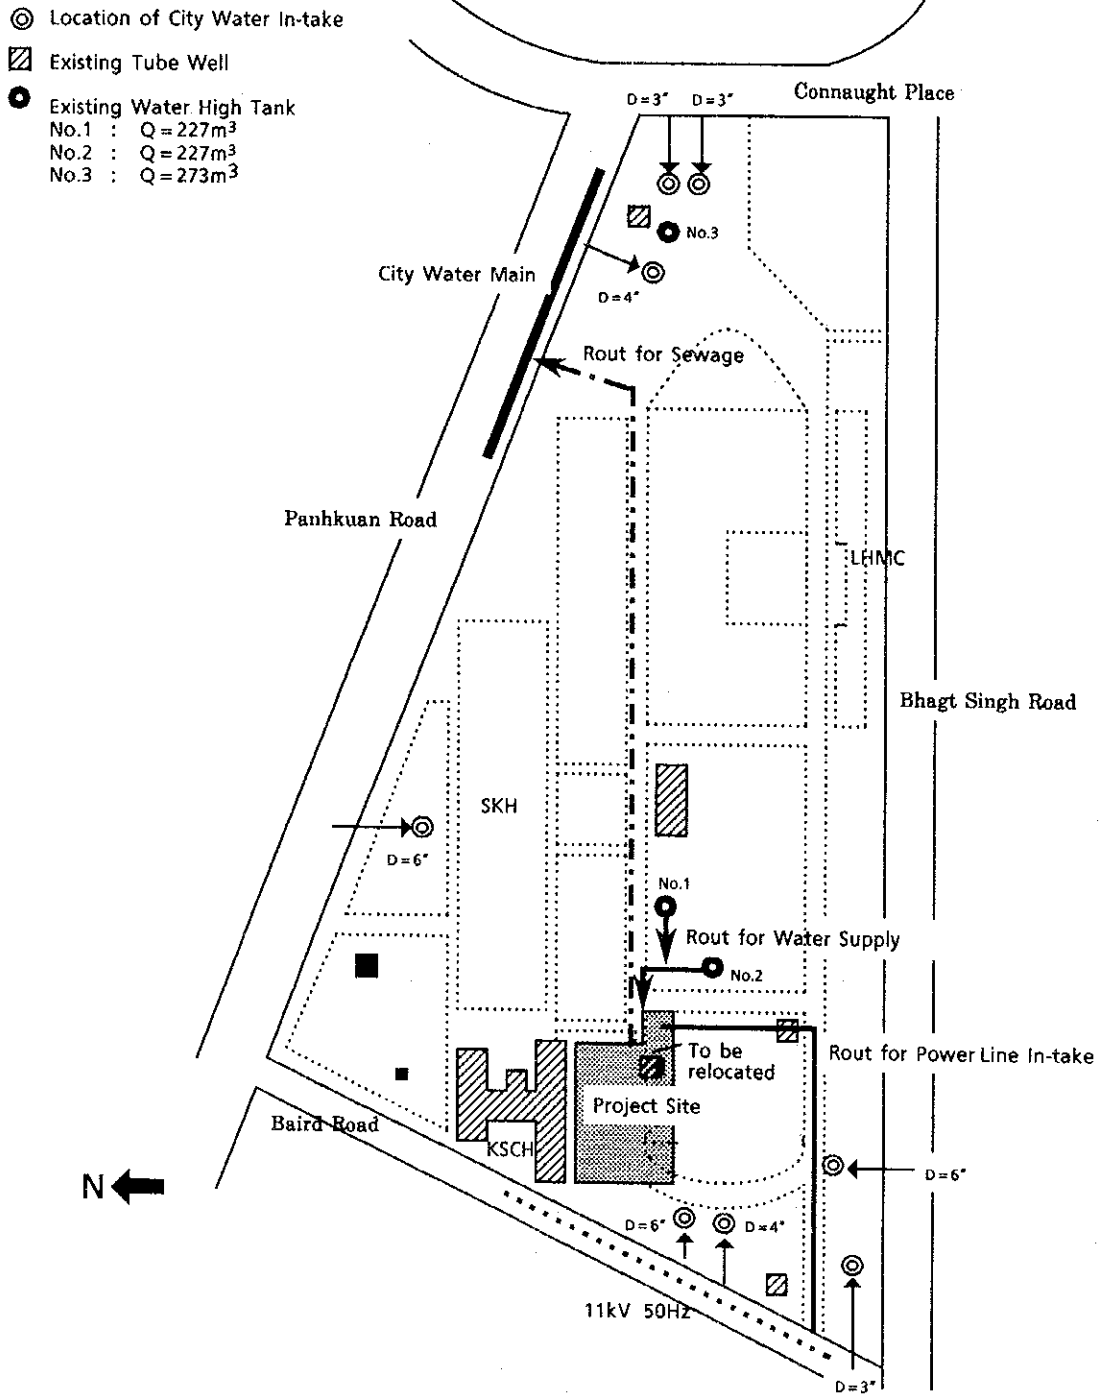 Location of City Water In-take
Existing Tube Well
Existing Water High Tank
No.1 : Q=227m³
No.2 : Q=227m³
No.3 : Q=273m³
Connaught Place
D=3" D=3"
No.3
City Water Main
D=4"
Rout for Sewage
Panhkuan Road
LHMC
Bhagt Singh Road
SKH
D=6"
No.1
Rout for Water Supply
No.2
To be
relocated
Rout for Power Line In-take
Project Site
Baird Road
KSCH
N
D=6"
D=6" D=4"
11kV 50Hz
D=3"